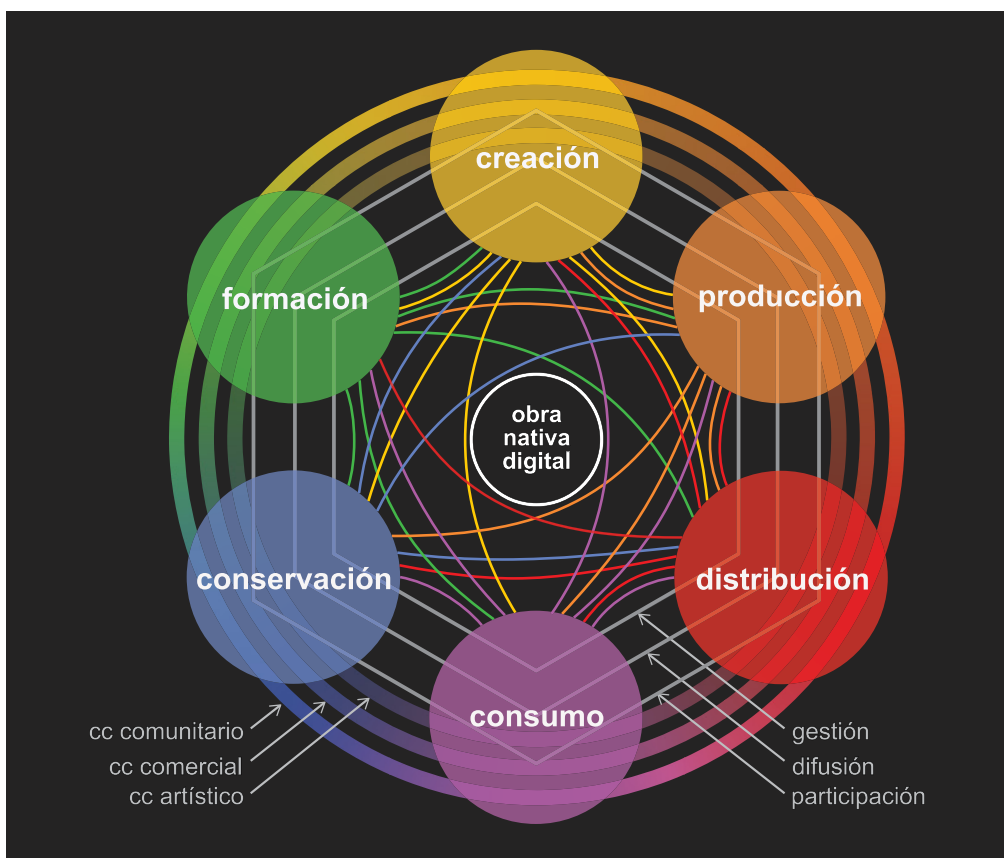 creación
formación
producción
obra
nativa
digital
conservación
distribución
consumo
cc comunitario
cc comercial
cc artístico
gestión
difusión
participación